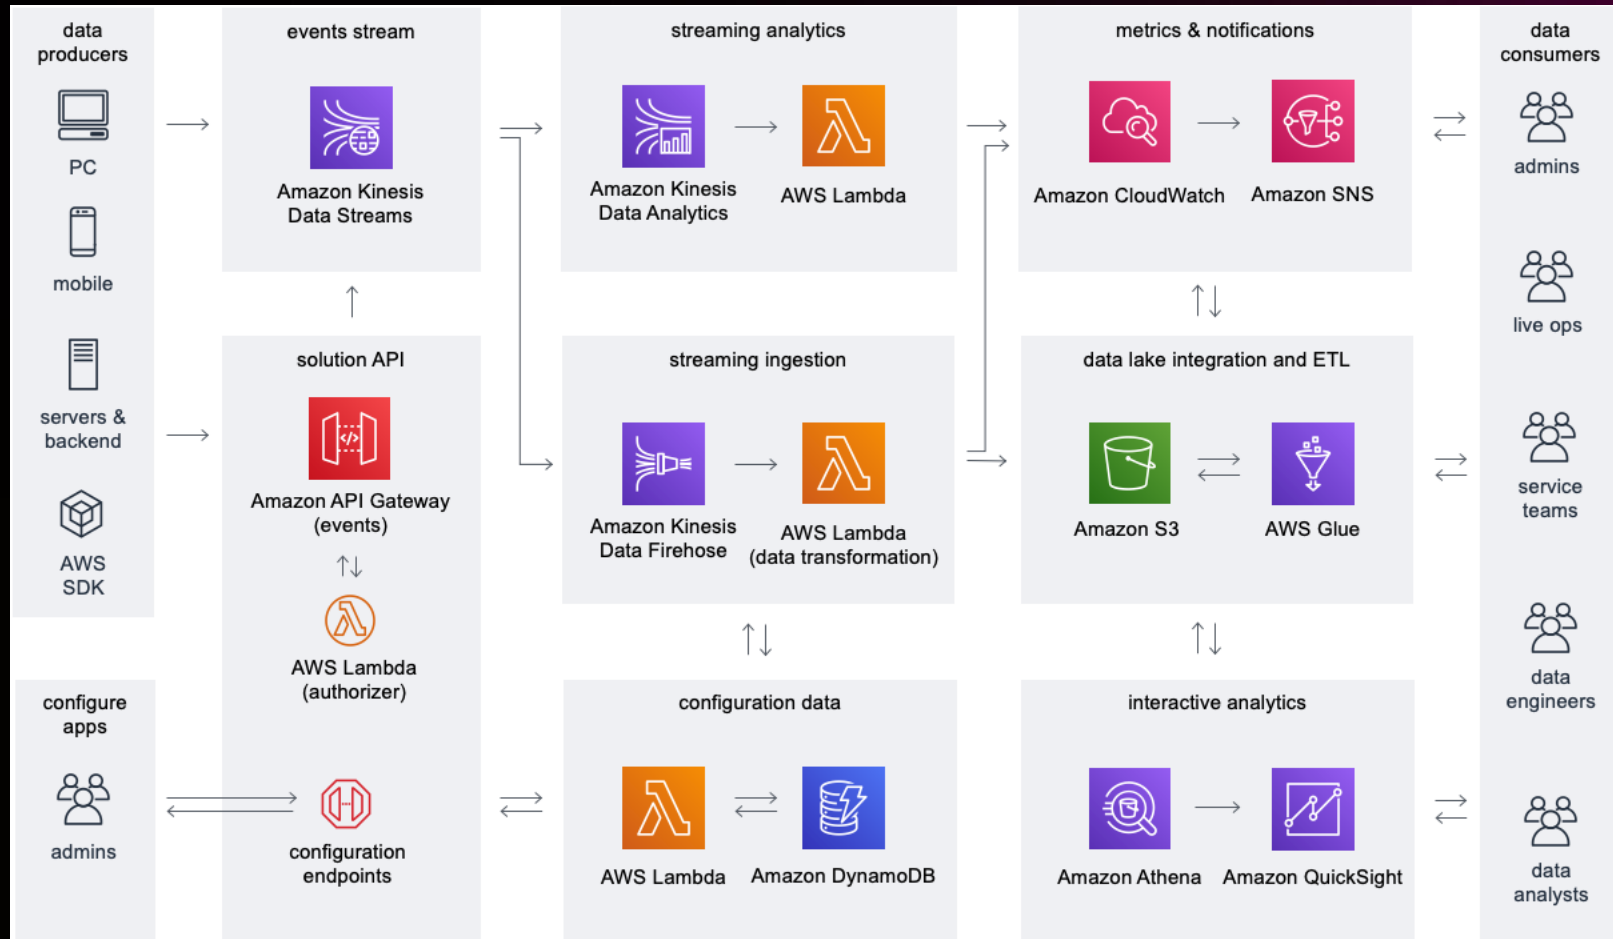 data
producers
PC
mobile
servers &
backend
AWS
SDK
configure
apps
admins
events stream
Amazon Kinesis
Data Streams
solution API
</>
Amazon API Gateway
(events)
AWS Lambda
(authorizer)
configuration
endpoints
streaming analytics
Amazon Kinesis
Data Analytics
AWS Lambda
streaming ingestion
Amazon Kinesis
Data Firehose
AWS Lambda
(data transformation)
configuration data
AWS Lambda
Amazon DynamoDB
metrics & notifications
Amazon CloudWatch
Amazon SNS
data lake integration and ETL
Amazon S3
AWS Glue
interactive analytics
Amazon Athena
Amazon QuickSight
data
consumers
admins
live ops
service
teams
data
engineers
data
analysts